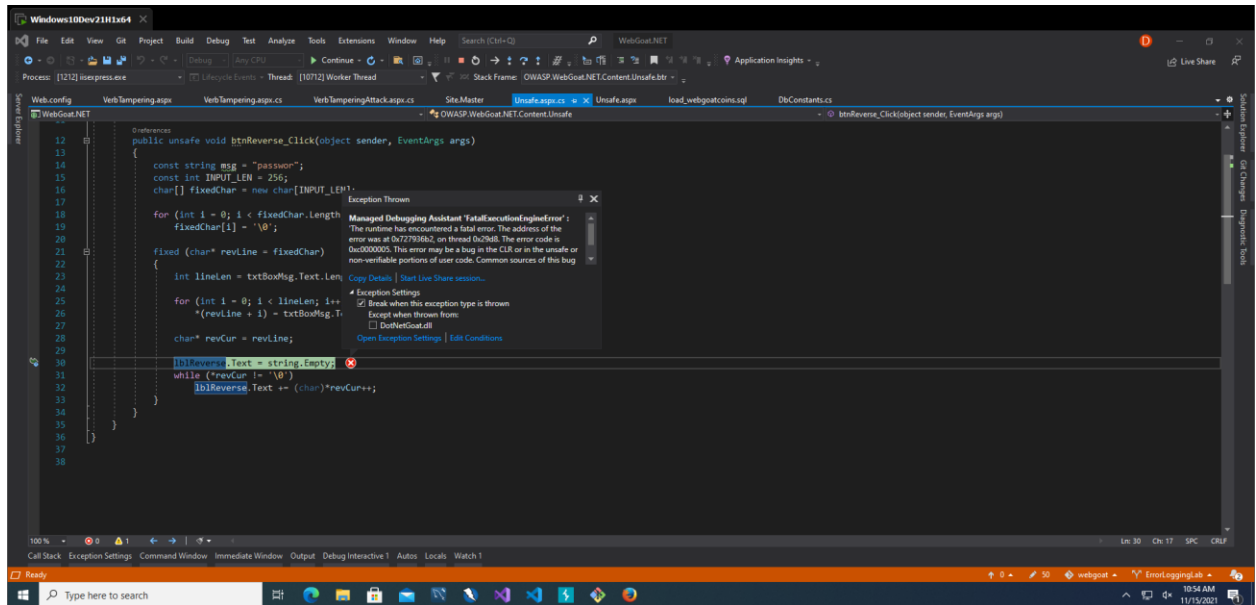 Windows10Dev21H1x64
File Edit View Git Project Build Debug Test Analyze Tools Extensions Window Help Search (Ctrl+Q) WebGoat.NET D
Debug Any CPU Continue Application Insights Live Share
Process: [1212] iisexpress.exe Lifecycle Events Thread: [10712] Worker Thread Stack Frame: OWASP.WebGoat.NET.Content.Unsafe.btr
Server Explorer
Web.config VerbTampering.aspx VerbTampering.aspx.cs VerbTamperingAttack.aspx.cs Site.Master Unsafe.aspx.cs Unsafe.aspx load_webgoatcoins.sql DbConstants.cs
WebGoat.NET OWASP.WebGoat.NET.Content.Unsafe btnReverse_Click(object sender, EventArgs args)
0 references
12 public unsafe void btnReverse_Click(object sender, EventArgs args)
13 {
14 const string msg = "passwor";
15 const int INPUT_LEN = 256;
16 char[] fixedChar = new char[INPUT_LEN];
17
18 for (int i = 0; i < fixedChar.Length
19 fixedChar[i] = '\0';
20
21 fixed (char* revLine = fixedChar)
22 {
23 int lineLen = txtBoxMsg.Text.Len
24
25 for (int i = 0; i < lineLen; i++
26 *(revLine + i) = txtBoxMsg.T
27
28 char* revCur = revLine;
29
30 lblReverse.Text = string.Empty;
31 while (*revCur != '\0')
32 lblReverse.Text += (char)*revCur++;
33 }
34 }
35 }
36 }
37
38
Exception Thrown
Managed Debugging Assistant 'FatalExecutionEngineError' :
'The runtime has encountered a fatal error. The address of the
error was at 0x727936b2, on thread 0x29d8. The error code is
0xc0000005. This error may be a bug in the CLR or in the unsafe or
non-verifiable portions of user code. Common sources of this bug
Copy Details | Start Live Share session...
Exception Settings
Break when this exception type is thrown
Except when thrown from:
DotNetGoat.dll
Open Exception Settings | Edit Conditions
Solution Explorer
Git Changes
Diagnostic Tools
100 % 0 1 Ln: 30 Ch: 17 SPC CRLF
Call Stack Exception Settings Command Window Immediate Window Output Debug Interactive 1 Autos Locals Watch 1
Ready 0 50 webgoat ErrorLoggingLab 2
Type here to search 10:54 AM
11/15/2021